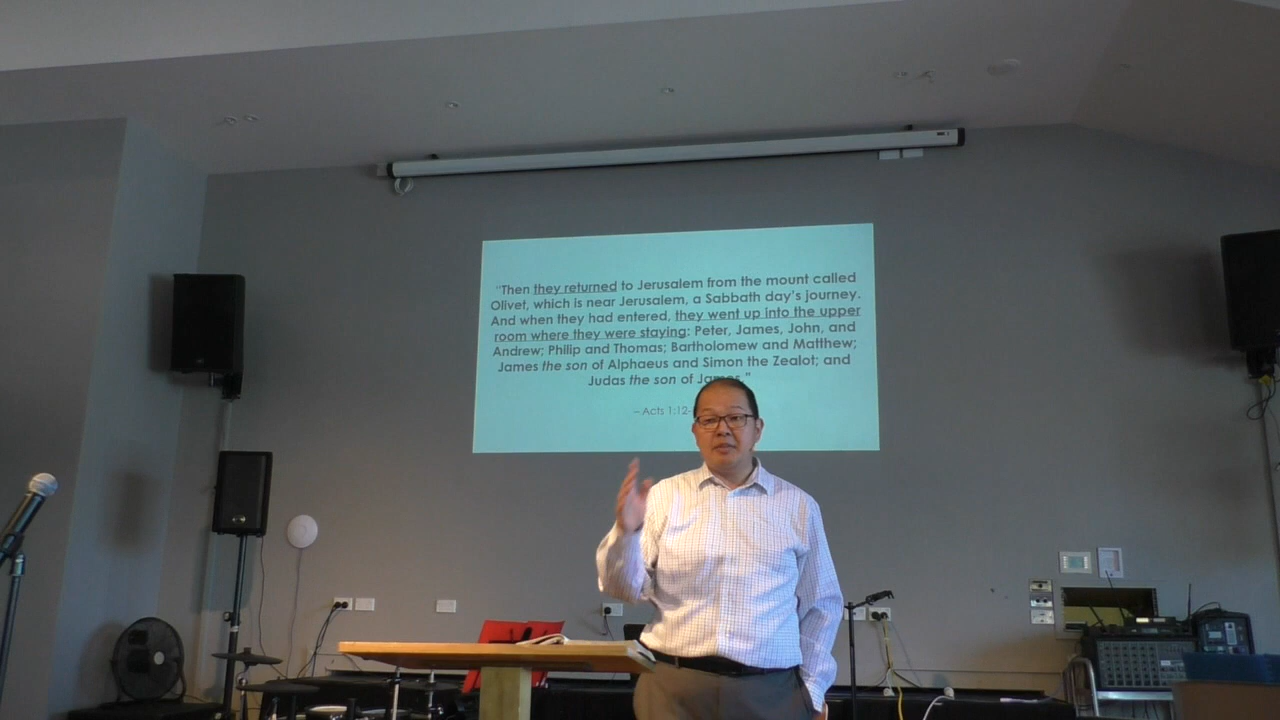 "Then they returned to Jerusalem from the mount called
Olivet, which is near Jerusalem, a Sabbath day's journey.
And when they had entered, they went up into the upper
room where they were staying: Peter, James, John, and
Andrew; Philip and Thomas; Bartholomew and Matthew;
James the son of Alphaeus and Simon the Zealot; and
Judas the son of James."
– Acts 1:12-